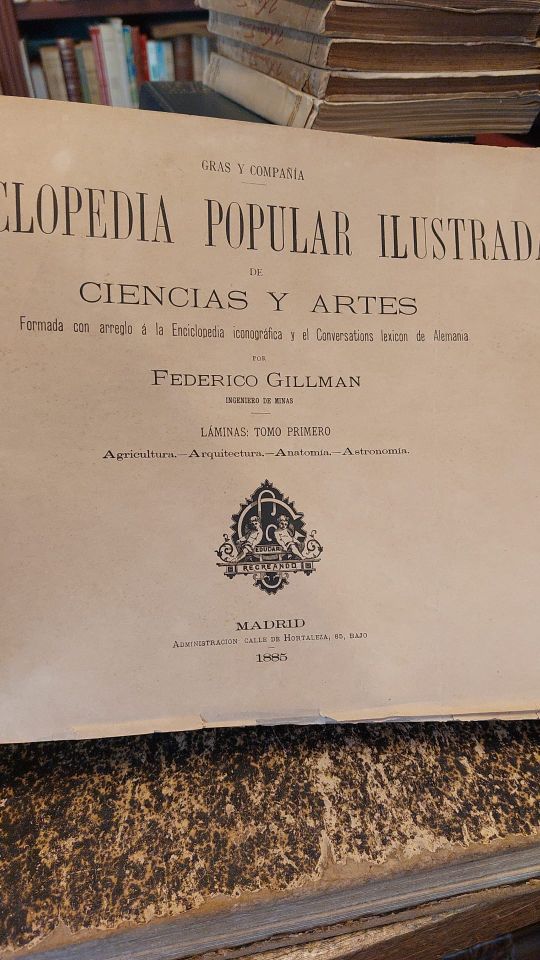 GRAS Y COMPAÑÍA
CLOPEDIA POPULAR ILUSTRADA
DE
CIENCIAS Y ARTES
Formada con arreglo á la Enciclopedia iconográfica y el Conversations lexicon de Alemania
POR
FEDERICO GILLMAN
INGENIERO DE MINAS
LÁMINAS: TOMO PRIMERO
Agricultura.—Arquitectura.—Anatomía.—Astronomía.
EDUCAR
RECREANDO
MADRID
ADMINISTRACION CALLE DE HORTALEZA, 85, BAJO
1885